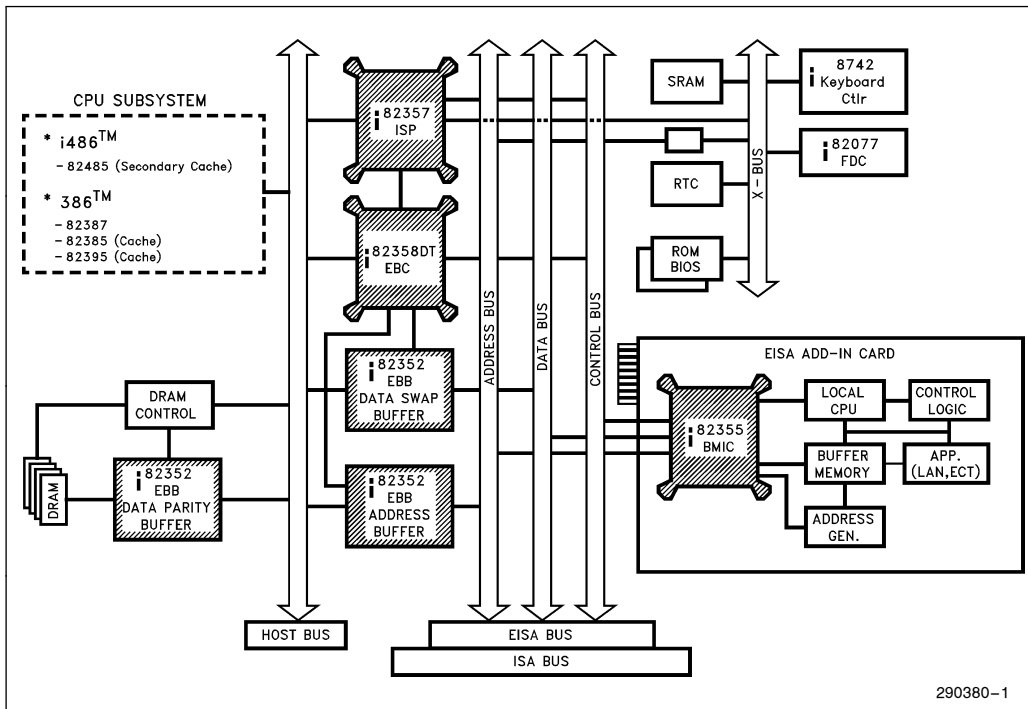 CPU SUBSYSTEM
* i486™
- 82485 (Secondary Cache)
* 386™
- 82387
- 82385 (Cache)
- 82395 (Cache)
i 82357
ISP
i 82358DT
EBC
i 82352
EBB
DATA SWAP
BUFFER
i 82352
EBB
ADDRESS
BUFFER
DRAM
CONTROL
i 82352
EBB
DATA PARITY
BUFFER
DRAM
HOST BUS
ADDRESS BUS
DATA BUS
CONTROL BUS
EISA BUS
ISA BUS
SRAM
i 8742
Keyboard
Ctlr
i 82077
FDC
RTC
X-BUS
ROM
BIOS
EISA ADD-IN CARD
i 82355
BMIC
LOCAL
CPU
CONTROL
LOGIC
BUFFER
MEMORY
APP.
(LAN,ECT)
ADDRESS
GEN.
290380-1